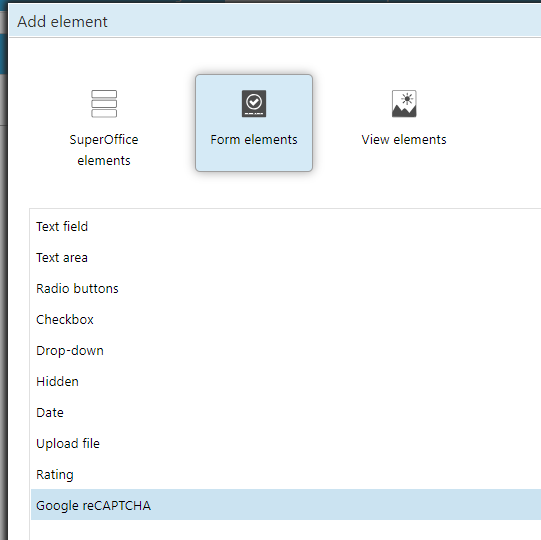 Add element
SuperOffice
elements
Form elements
View elements
Text field
Text area
Radio buttons
Checkbox
Drop-down
Hidden
Date
Upload file
Rating
Google reCAPTCHA